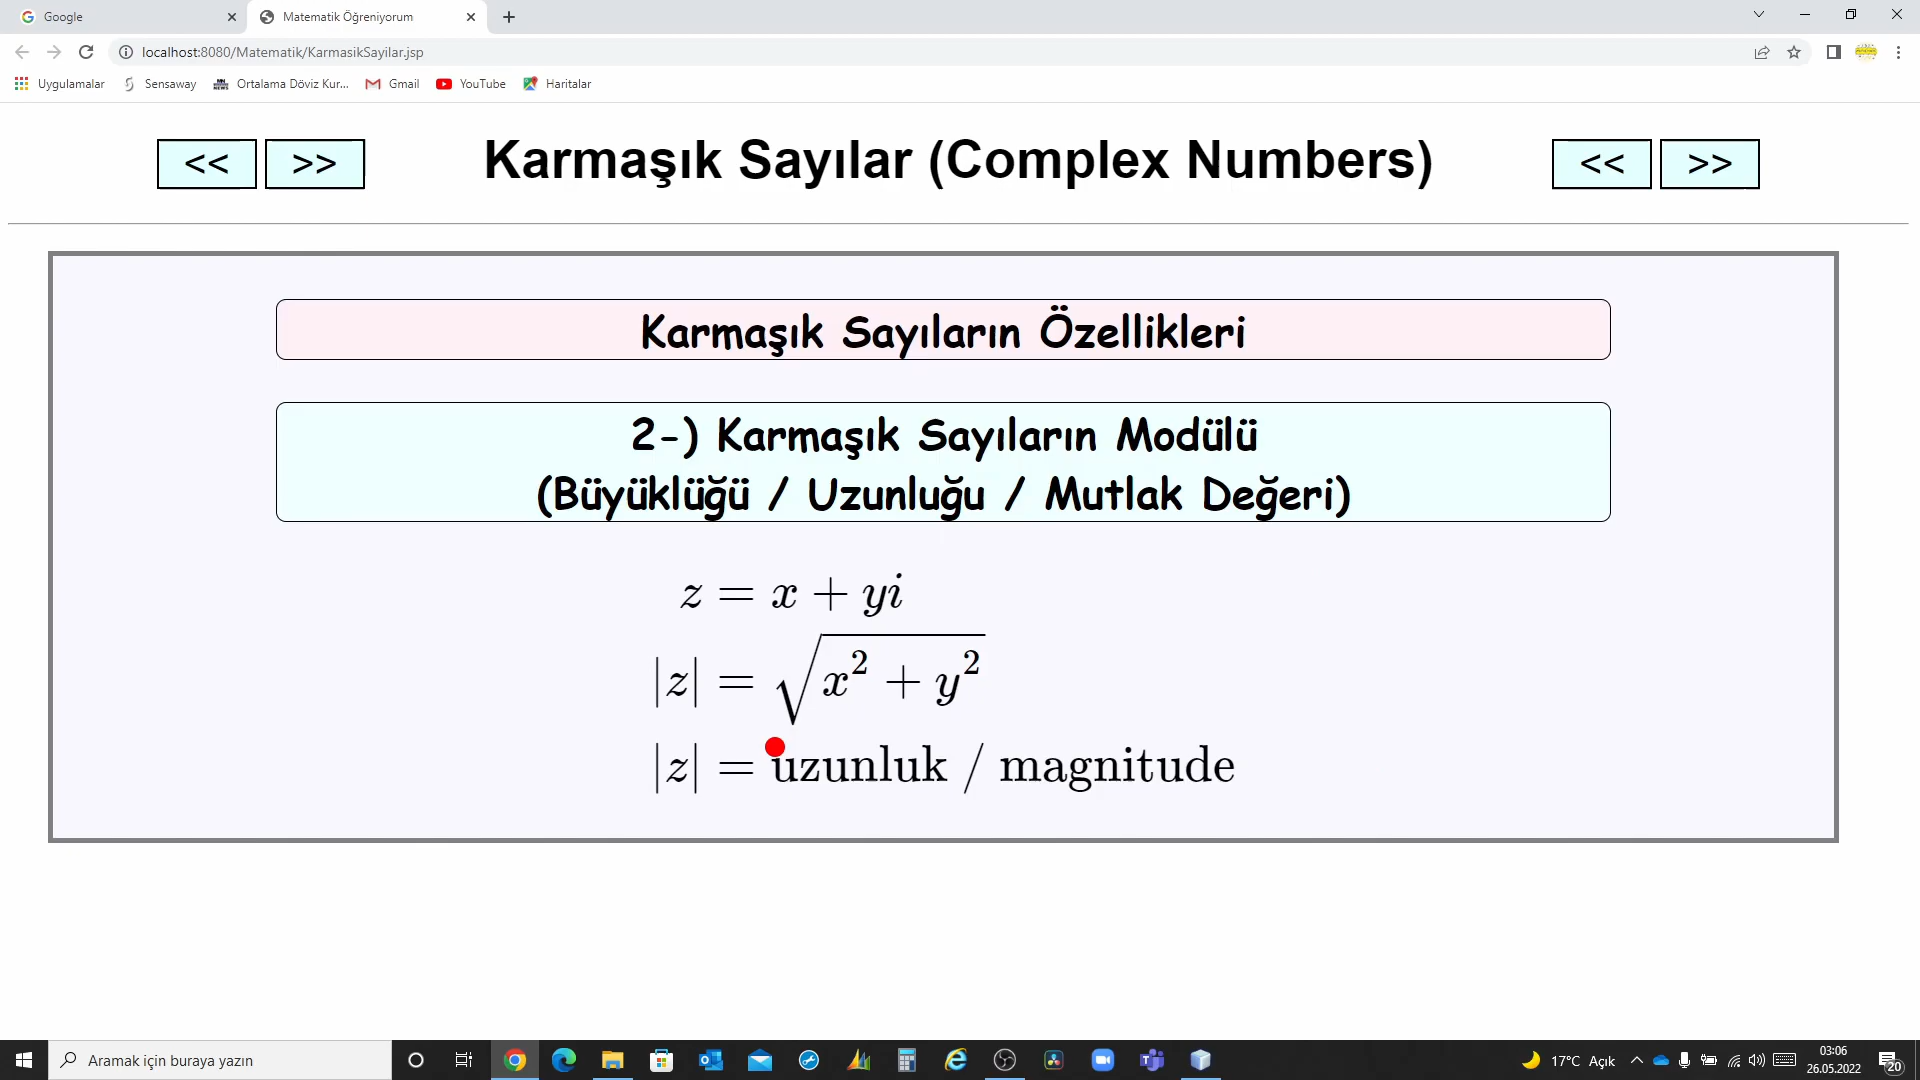 Google
Matematik Öğreniyorum
localhost:8080/Matematik/KarmasikSayilar.jsp
Uygulamalar Sensaway Ortalama Döviz Kur... Gmail YouTube Haritalar
<< >> Karmaşık Sayılar (Complex Numbers) << >>
Karmaşık Sayıların Özellikleri
2-) Karmaşık Sayıların Modülü
(Büyüklüğü / Uzunluğu / Mutlak Değeri)
z = x + yi
|z| = √(x² + y²)
|z| = uzunluk / magnitude
Aramak için buraya yazın
17°C Açık
03:06
26.05.2022
20